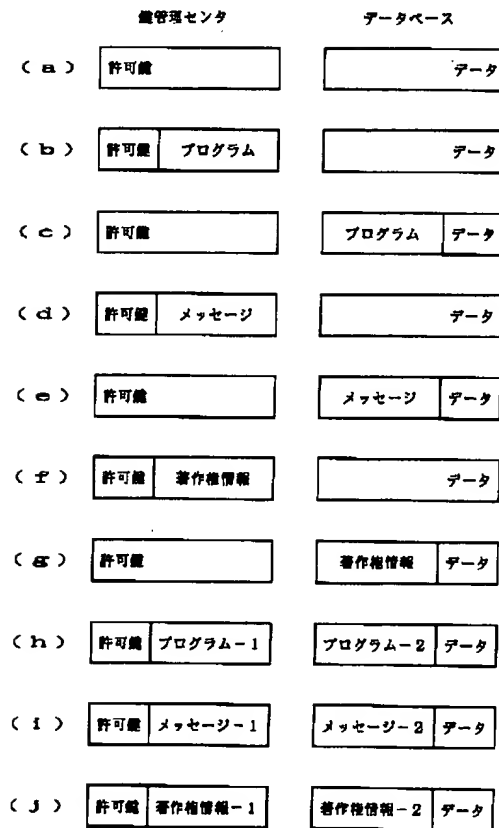 鍵管理センタ データベース
(a) 許可鍵 データ
(b) 許可鍵 プログラム データ
(c) 許可鍵 プログラム データ
(d) 許可鍵 メッセージ データ
(e) 許可鍵 メッセージ データ
(f) 許可鍵 著作権情報 データ
(g) 許可鍵 著作権情報 データ
(h) 許可鍵 プログラム-1 プログラム-2 データ
(i) 許可鍵 メッセージ-1 メッセージ-2 データ
(j) 許可鍵 著作権情報-1 著作権情報-2 データ